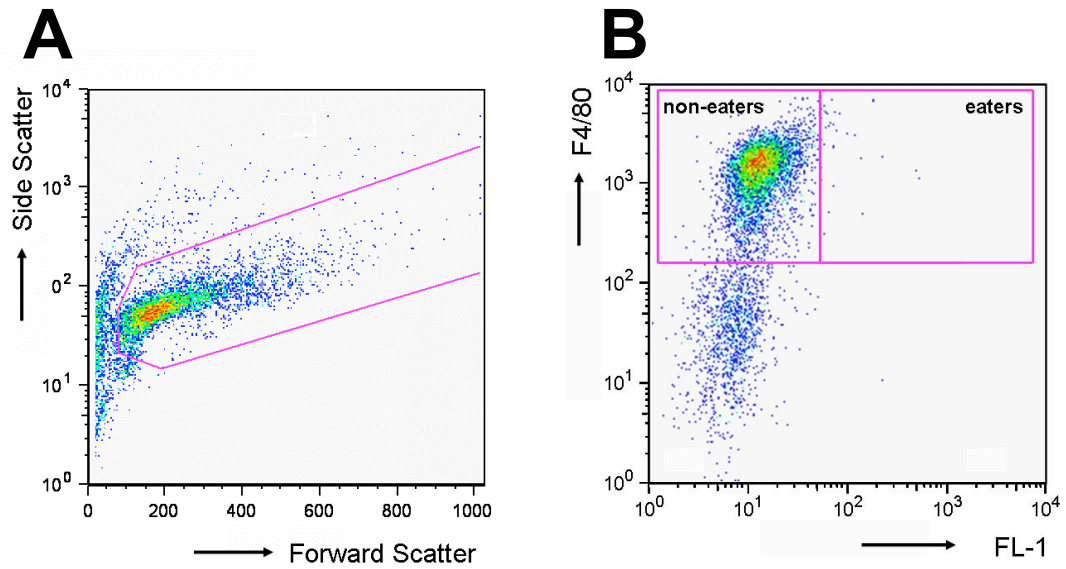 A
B
Side Scatter
10⁴
10³
0²
10¹
10⁰
0
200
400
600
800
1000
Forward Scatter
F4/80
10⁴
10³
10²
10¹
10⁰
non-eaters
eaters
10⁰
10¹
10²
10³
10⁴
FL-1